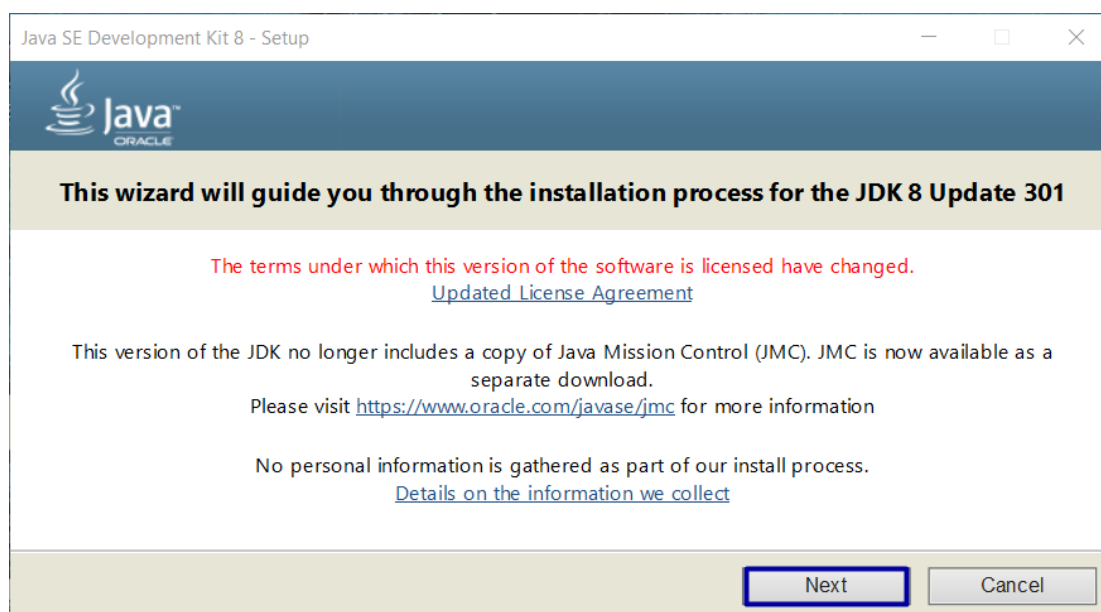 Java SE Development Kit 8 - Setup
Java™
ORACLE
This wizard will guide you through the installation process for the JDK 8 Update 301
The terms under which this version of the software is licensed have changed.
Updated License Agreement
This version of the JDK no longer includes a copy of Java Mission Control (JMC). JMC is now available as a
separate download.
Please visit https://www.oracle.com/javase/jmc for more information
No personal information is gathered as part of our install process.
Details on the information we collect
Next Cancel